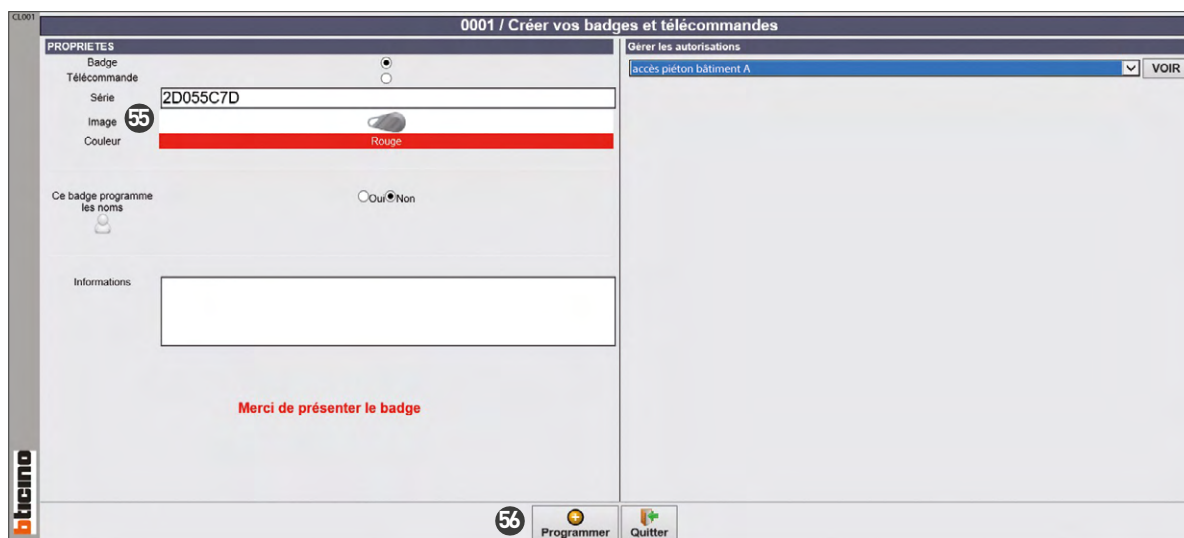 CL001
0001 / Créer vos badges et télécommandes
PROPRIETES
Badge
Télécommande
Série 2D055C7D
Image 55
Couleur Rouge
Ce badge programme
les noms
Oui Non
Informations
Merci de présenter le badge
Gérer les autorisations
accès piéton bâtiment A VOIR
bticino
56 Programmer Quitter